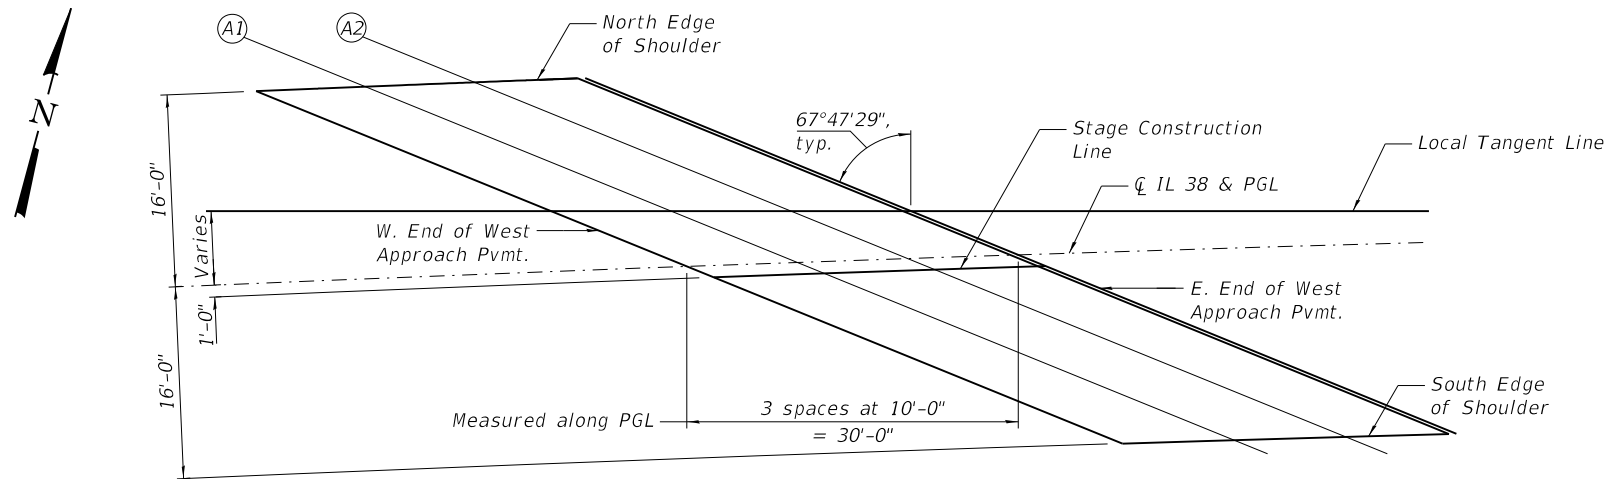 A1
A2
North Edge
of Shoulder
N
67°47'29",
typ.
Stage Construction
Line
Local Tangent Line
℄ IL 38 & PGL
16'-0"
Varies
W. End of West
Approach Pvmt.
1'-0"
E. End of West
Approach Pvmt.
16'-0"
Measured along PGL
3 spaces at 10'-0"
= 30'-0"
South Edge
of Shoulder